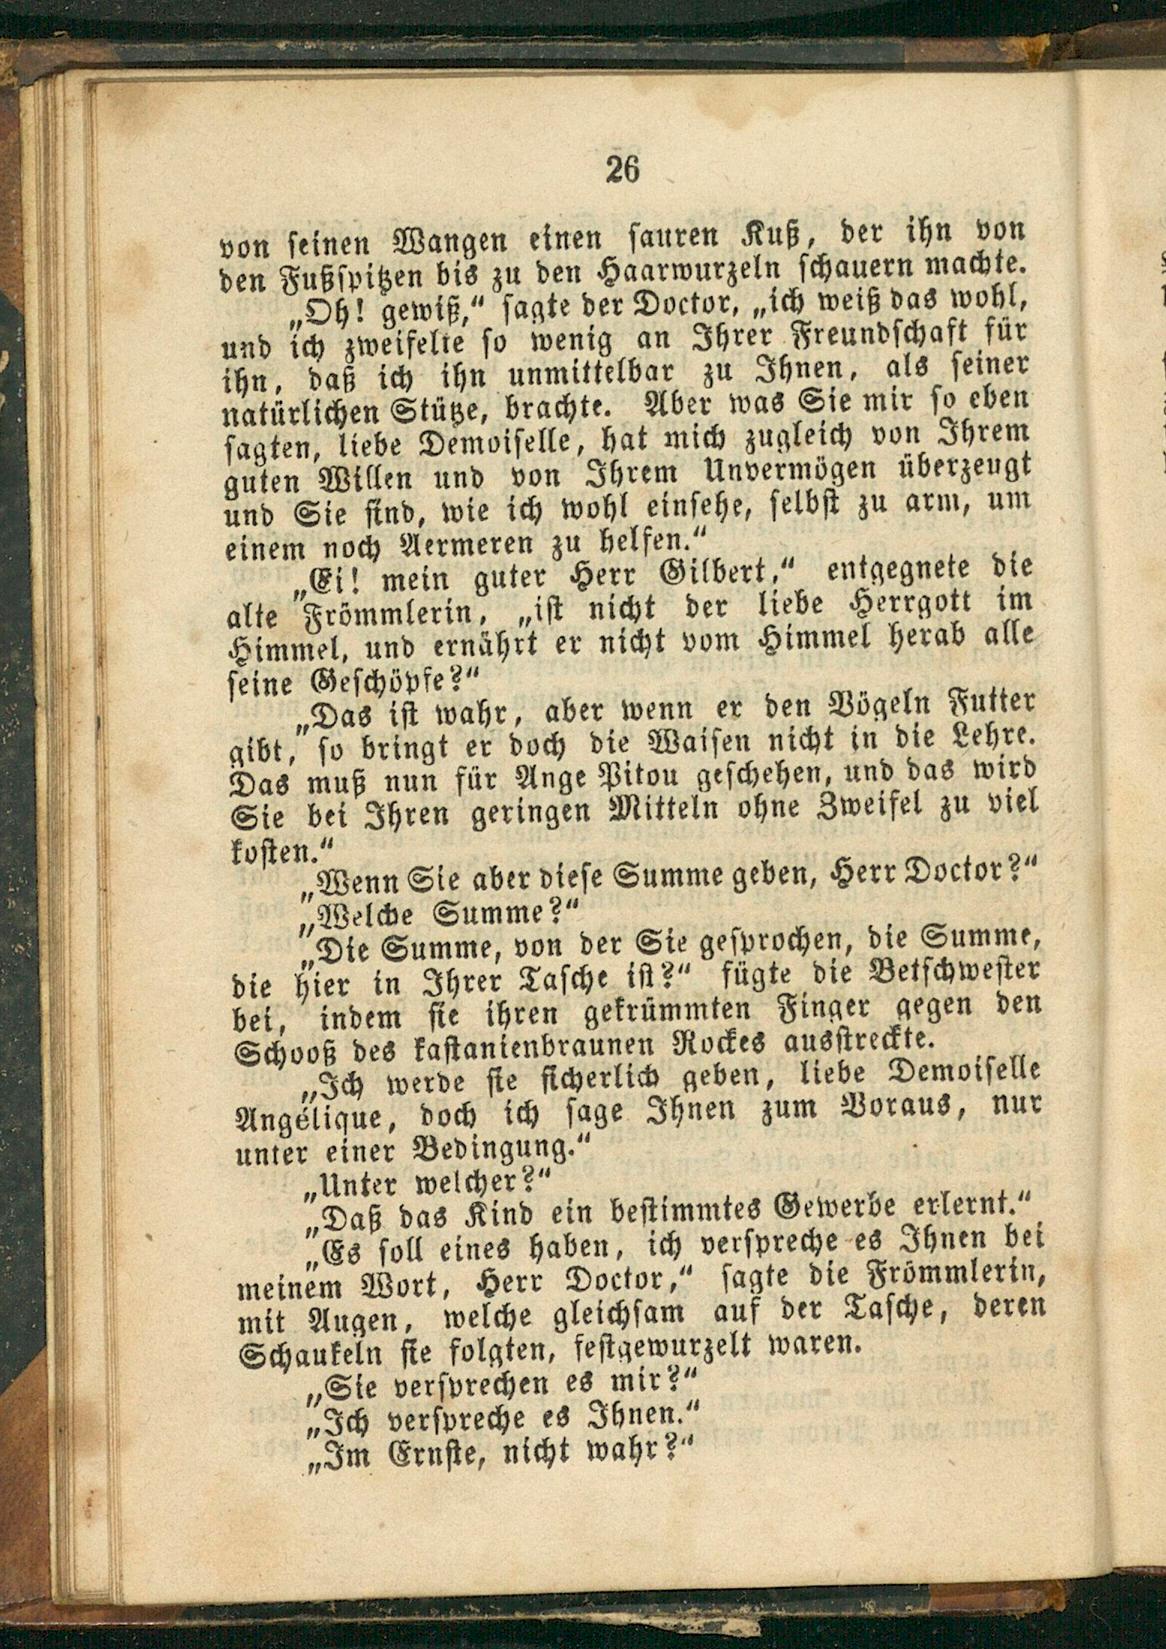 26
von seinen Wangen einen sauren Kuß, der ihn von
den Fußspitzen bis zu den Haarwurzeln schauern machte.
„Oh! gewiß,“ sagte der Doctor, „ich weiß das wohl,
und ich zweifelte so wenig an Ihrer Freundschaft für
ihn, daß ich ihn unmittelbar zu Ihnen, als seiner
natürlichen Stütze, brachte. Aber was Sie mir so eben
sagten, liebe Demoiselle, hat mich zugleich von Ihrem
guten Willen und von Ihrem Unvermögen überzeugt
und Sie sind, wie ich wohl einsehe, selbst zu arm, um
einem noch Aermeren zu helfen.“
„Ei! mein guter Herr Gilbert,“ entgegnete die
alte Frömmlerin, „ist nicht der liebe Herrgott im
Himmel, und ernährt er nicht vom Himmel herab alle
seine Geschöpfe?“
„Das ist wahr, aber wenn er den Vögeln Futter
gibt, so bringt er doch die Waisen nicht in die Lehre.
Das muß nun für Ange Pitou geschehen, und das wird
Sie bei Ihren geringen Mitteln ohne Zweifel zu viel
kosten.“
„Wenn Sie aber diese Summe geben, Herr Doctor?“
„Welche Summe?“
„Die Summe, von der Sie gesprochen, die Summe,
die hier in Ihrer Tasche ist?“ fügte die Betschwester
bei, indem sie ihren gekrümmten Finger gegen den
Schooß des kastanienbraunen Rockes ausstreckte.
„Ich werde sie sicherlich geben, liebe Demoiselle
Angélique, doch ich sage Ihnen zum Voraus, nur
unter einer Bedingung.“
„Unter welcher?“
„Daß das Kind ein bestimmtes Gewerbe erlernt.“
„Es soll eines haben, ich verspreche es Ihnen bei
meinem Wort, Herr Doctor,“ sagte die Frömmlerin,
mit Augen, welche gleichsam auf der Tasche, deren
Schaukeln sie folgten, festgewurzelt waren.
„Sie versprechen es mir?“
„Ich verspreche es Ihnen.“
„Im Ernste, nicht wahr?“